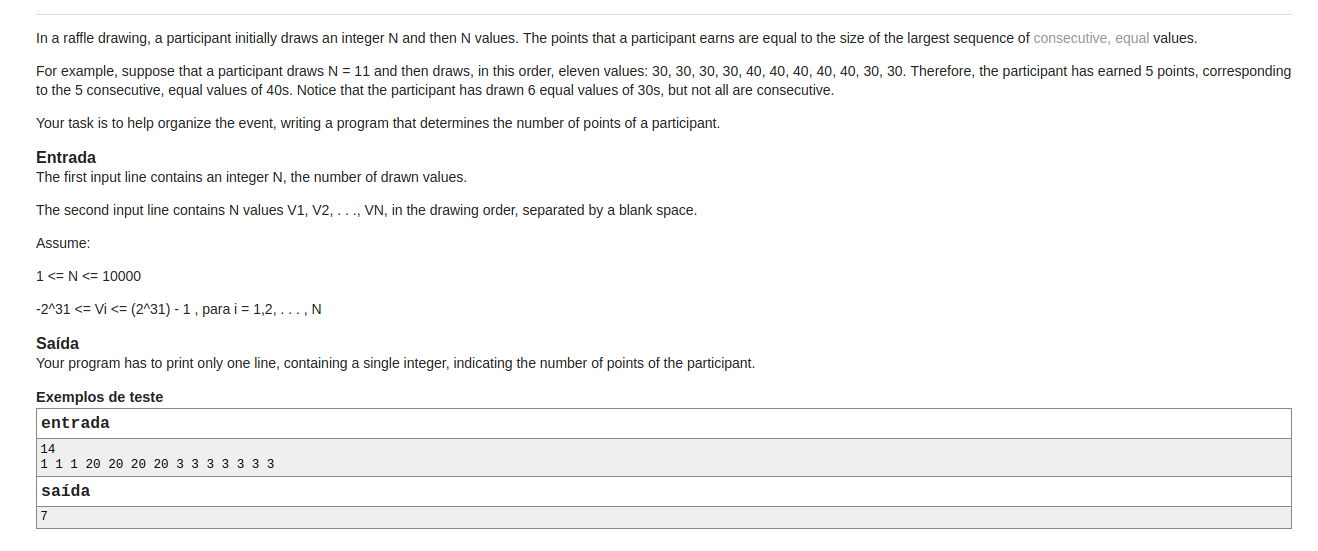 In a raffle drawing, a participant initially draws an integer N and then N values. The points that a participant earns are equal to the size of the largest sequence of consecutive, equal values.
For example, suppose that a participant draws N = 11 and then draws, in this order, eleven values: 30, 30, 30, 30, 40, 40, 40, 40, 40, 30, 30. Therefore, the participant has earned 5 points, corresponding
to the 5 consecutive, equal values of 40s. Notice that the participant has drawn 6 equal values of 30s, but not all are consecutive.
Your task is to help organize the event, writing a program that determines the number of points of a participant.
Entrada
The first input line contains an integer N, the number of drawn values.
The second input line contains N values V1, V2, . . ., VN, in the drawing order, separated by a blank space.
Assume:
1 <= N <= 10000
-2^31 <= Vi <= (2^31) - 1 , para i = 1,2, . . . , N
Saída
Your program has to print only one line, containing a single integer, indicating the number of points of the participant.
Exemplos de teste
entrada
14
1 1 1 20 20 20 20 3 3 3 3 3 3 3
saída
7